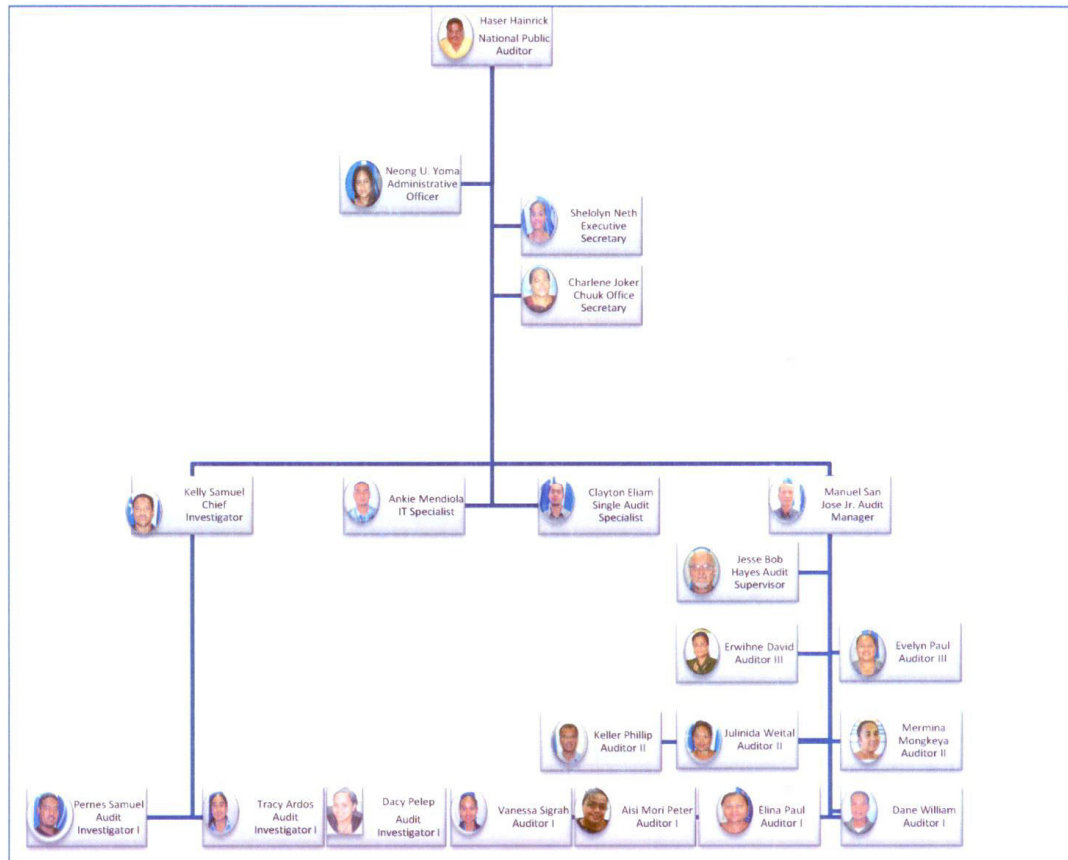 Haser Hainrick
National Public
Auditor
Neong U. Yoma
Administrative
Officer
Shelolyn Neth
Executive
Secretary
Charlene Joker
Chuuk Office
Secretary
Kelly Samuel
Chief
Investigator
Ankie Mendiola
IT Specialist
Clayton Eliam
Single Audit
Specialist
Manuel San
Jose Jr. Audit
Manager
Jesse Bob
Hayes Audit
Supervisor
Erwihne David
Auditor III
Evelyn Paul
Auditor III
Keller Phillip
Auditor II
Julinida Weital
Auditor II
Mermina
Mongkeya
Auditor II
Pernes Samuel
Audit
Investigator I
Tracy Ardos
Audit
Investigator I
Dacy Pelep
Audit
Investigator I
Vanessa Sigrah
Auditor I
Aisi Mori Peter
Auditor I
Elina Paul
Auditor I
Dane William
Auditor I